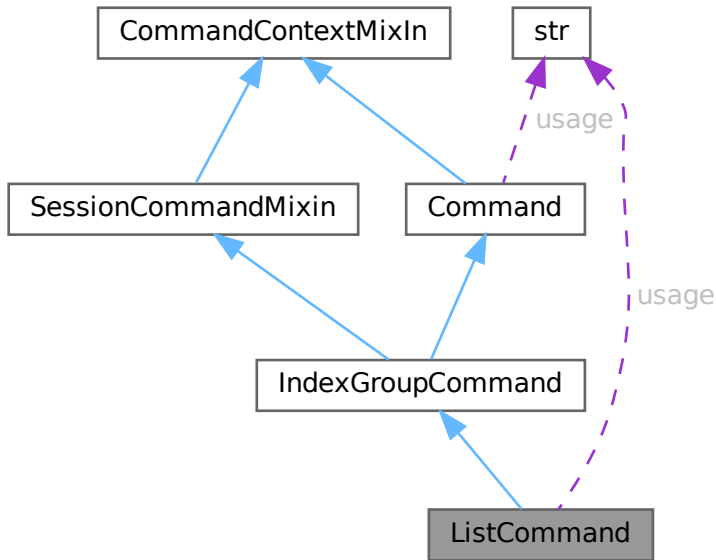 CommandContextMixIn
str
usage
SessionCommandMixin
Command
usage
IndexGroupCommand
ListCommand